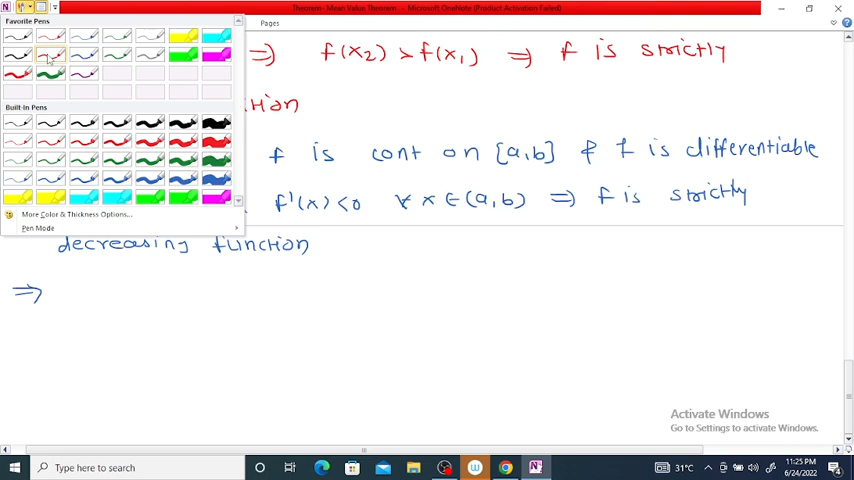 Theorem- Mean Value Theorem - Microsoft OneNote (Product Activation Failed)
Favorite Pens
Pages
⇒ f(x₂) > f(x₁) ⇒ f is strictly
ction
Built-In Pens
f is cont on [a,b] & f is differentiable
f'(x) < 0 ∀ x ∈ (a,b) ⇒ f is strictly
More Color & Thickness Options...
Pen Mode
decreasing function
⇒
Activate Windows
Go to Settings to activate Windows.
Type here to search
31°C
11:25 PM
6/24/2022
4